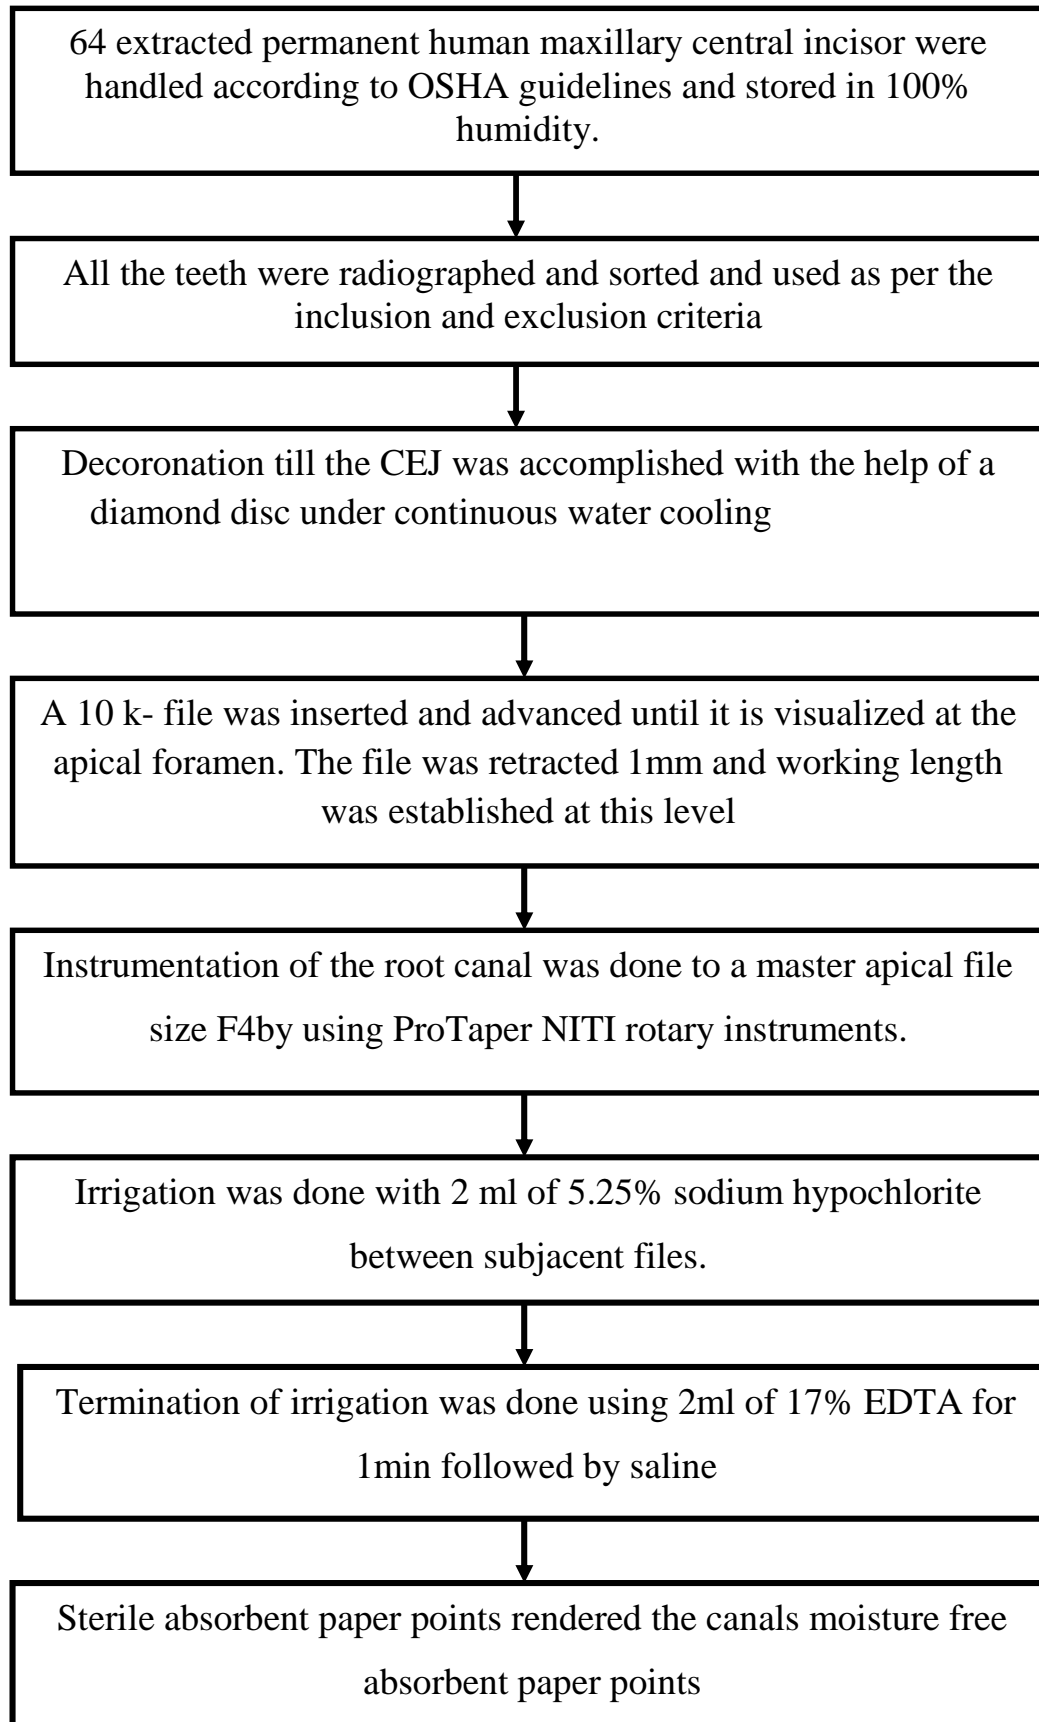 64 extracted permanent human maxillary central incisor were
handled according to OSHA guidelines and stored in 100%
humidity.
All the teeth were radiographed and sorted and used as per the
inclusion and exclusion criteria
Decoronation till the CEJ was accomplished with the help of a
diamond disc under continuous water cooling
A 10 k- file was inserted and advanced until it is visualized at the
apical foramen. The file was retracted 1mm and working length
was established at this level
Instrumentation of the root canal was done to a master apical file
size F4by using ProTaper NITI rotary instruments.
Irrigation was done with 2 ml of 5.25% sodium hypochlorite
between subjacent files.
Termination of irrigation was done using 2ml of 17% EDTA for
1min followed by saline
Sterile absorbent paper points rendered the canals moisture free
absorbent paper points